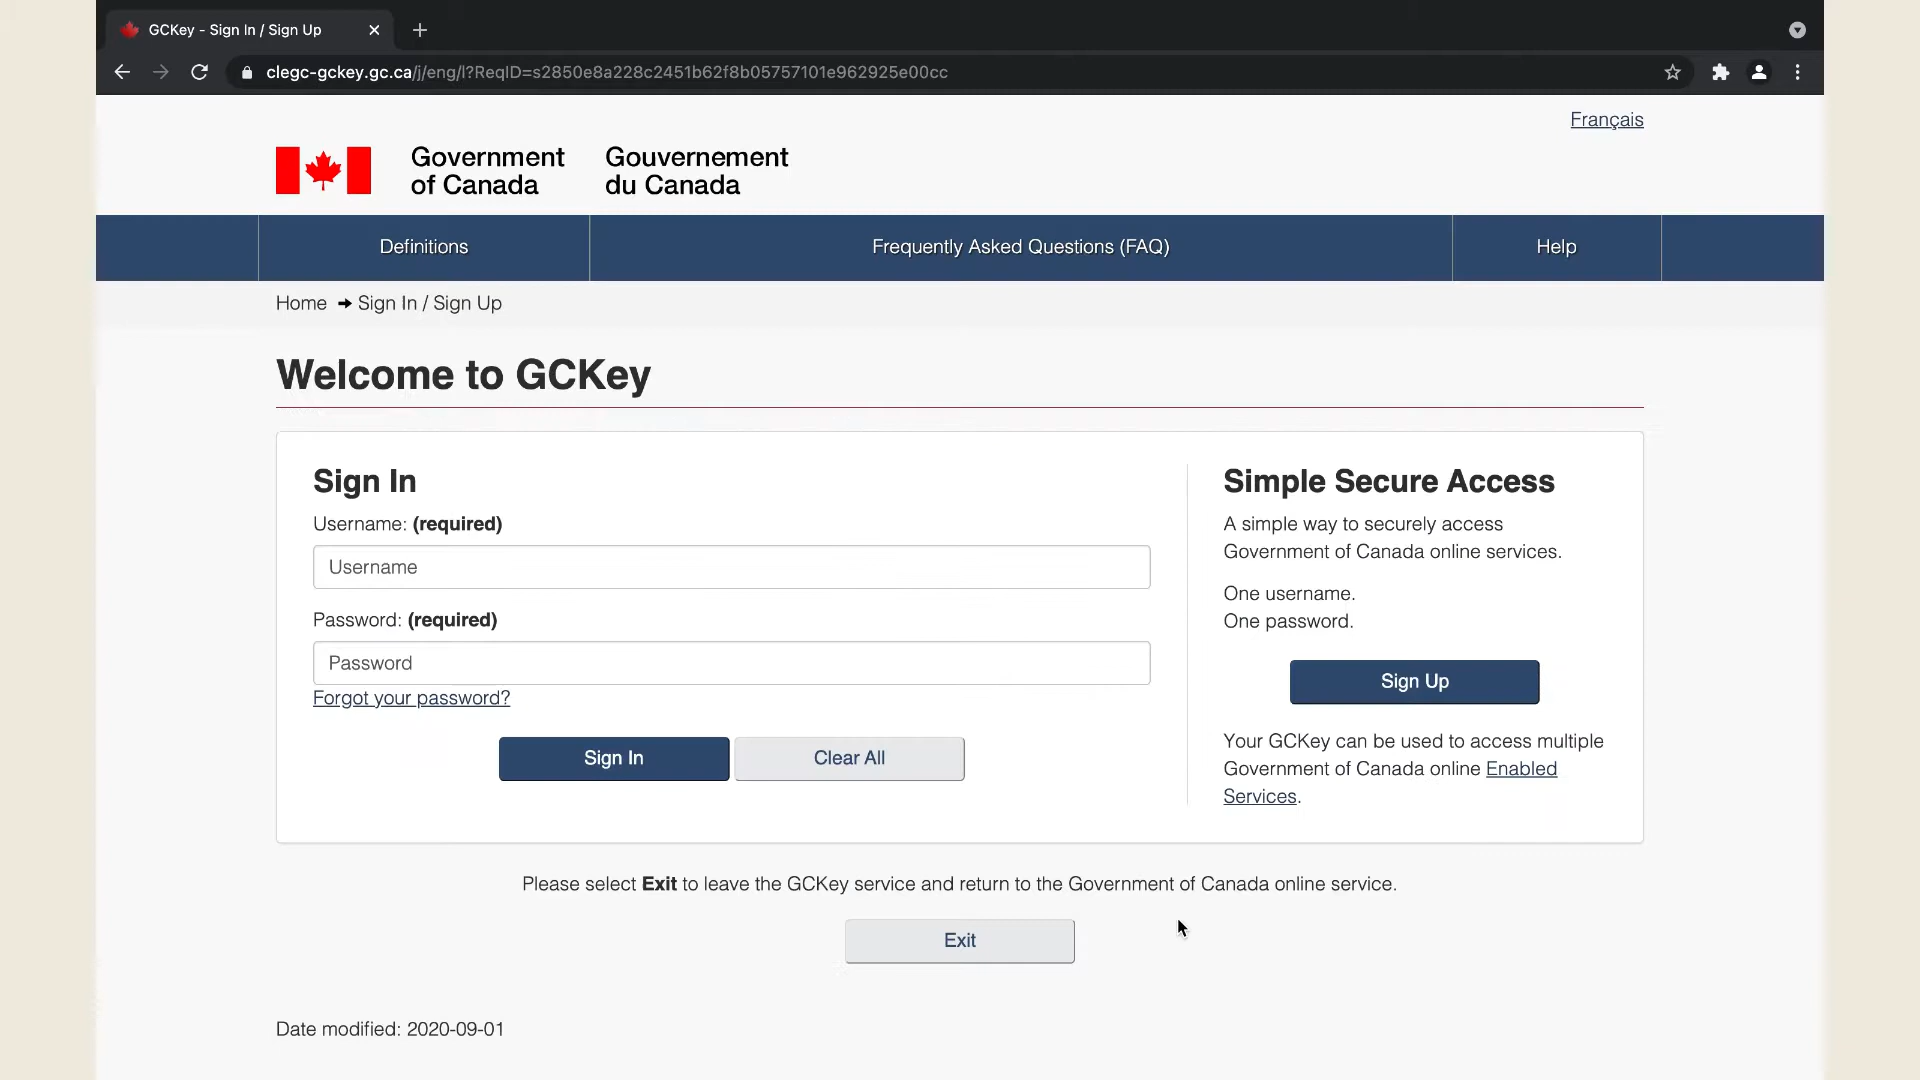 GCKey - Sign In / Sign Up
clegc-gckey.gc.ca/j/eng/l?ReqID=s2850e8a228c2451b62f8b05757101e962925e00cc
Français
Government of Canada
Gouvernement du Canada
Definitions
Frequently Asked Questions (FAQ)
Help
Home ➔ Sign In / Sign Up
Welcome to GCKey
Sign In
Username: (required)
Username
Password: (required)
Password
Forgot your password?
Sign In
Clear All
Simple Secure Access
A simple way to securely access
Government of Canada online services.
One username.
One password.
Sign Up
Your GCKey can be used to access multiple
Government of Canada online Enabled
Services.
Please select Exit to leave the GCKey service and return to the Government of Canada online service.
Exit
Date modified: 2020-09-01